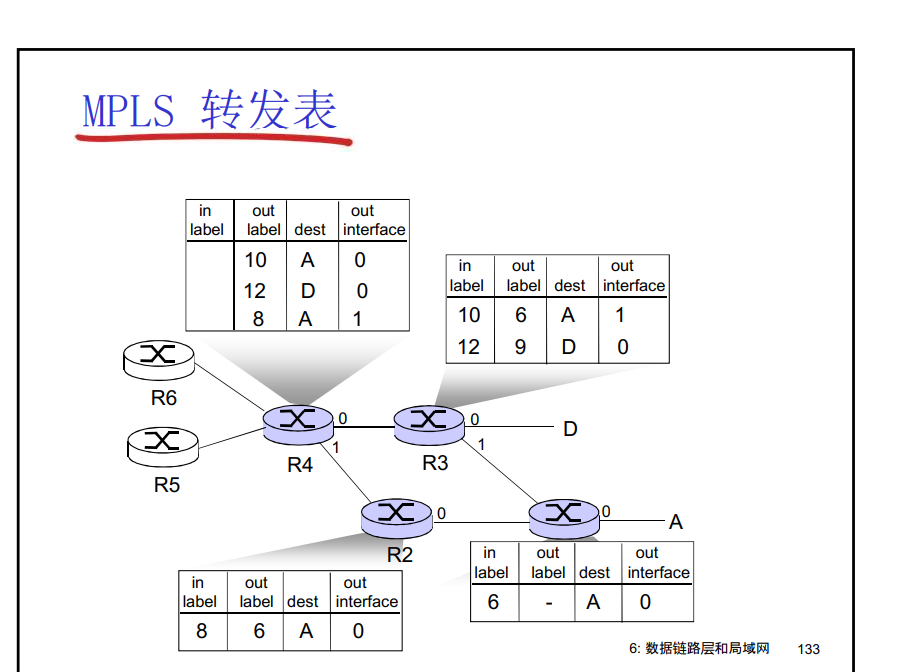 MPLS 转发表
in out out
label label dest interface
10 A 0
12 D 0
8 A 1
in out out
label label dest interface
10 6 A 1
12 9 D 0
R6
0
0
D
R4
1
R3
1
R5
0
0
A
R2
in out out
label label dest interface
6 - A 0
in out out
label label dest interface
8 6 A 0
6: 数据链路层和局域网 133